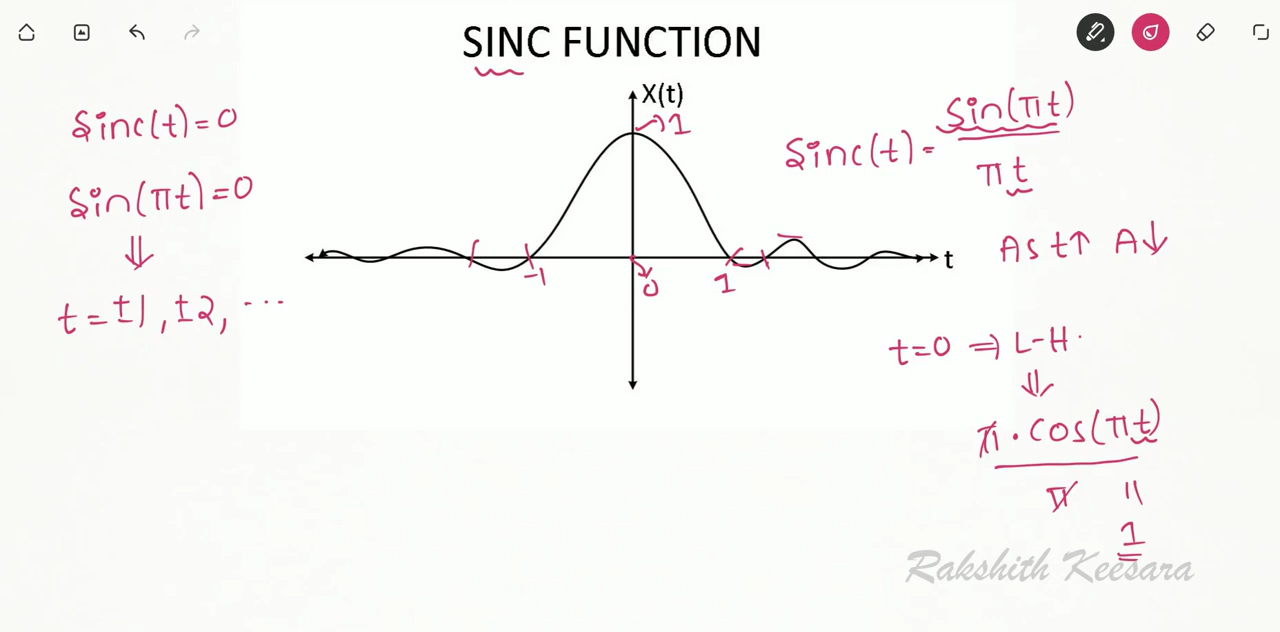 SINC FUNCTION
X(t)
1
-1
0
1
t
Sinc(t)=0
Sin(πt)=0
⇓
t=±1, ±2, ...
Sinc(t)= Sin(πt)
πt
As t↑ A↓
t=0 ⇒ L-H.
⇓
π.cos(πt)
π
=
1
Rakshith Keesara